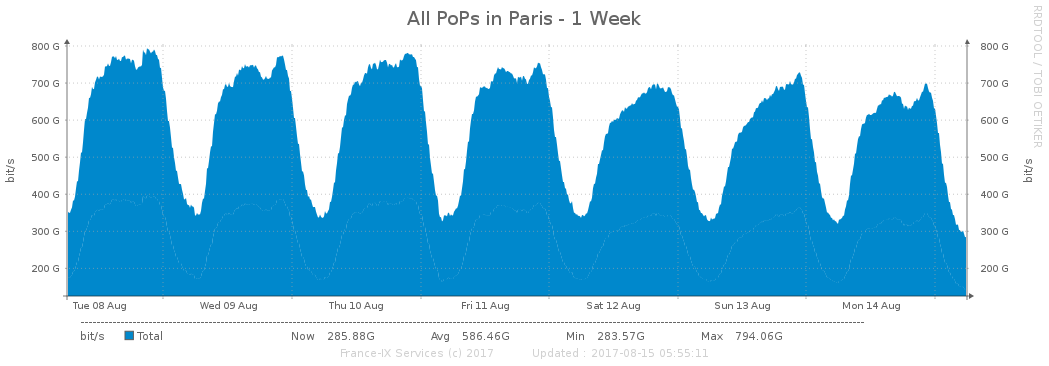 All PoPs in Paris - 1 Week
RRDTOOL / TOBI OETIKER
bit/s
800 G
700 G
600 G
500 G
400 G
300 G
200 G
800 G
700 G
600 G
500 G
400 G
300 G
200 G
bit/s
Tue 08 Aug Wed 09 Aug Thu 10 Aug Fri 11 Aug Sat 12 Aug Sun 13 Aug Mon 14 Aug
bit/s Total Now 285.88G Avg 586.46G Min 283.57G Max 794.06G
France-IX Services (c) 2017 Updated : 2017-08-15 05:55:11